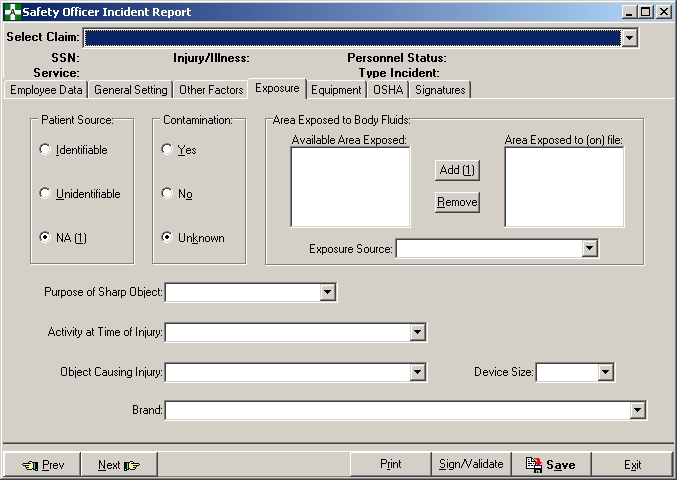 Safety Officer Incident Report
Select Claim:
SSN: Injury/Illness: Personnel Status:
Service: Type Incident:
Employee Data General Setting Other Factors Exposure Equipment OSHA Signatures
Patient Source: Contamination: Area Exposed to Body Fluids:
Available Area Exposed: Area Exposed to (on) file:
Identifiable Yes
Add (1)
Unidentifiable No
Remove
NA (1) Unknown
Exposure Source:
Purpose of Sharp Object:
Activity at Time of Injury:
Object Causing Injury: Device Size:
Brand:
Prev Next Print Sign/Validate Save Exit